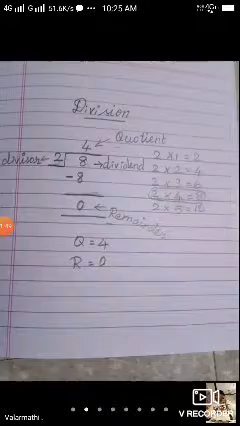 4G G 51.6K/s 10:25 AM
Division
4 ← Quotient
divisor → 2 8 → dividend
-8
0 ← Remainder
Q = 4
R = 0
2 × 1 = 2
2 × 2 = 4
2 × 3 = 6
2 × 4 = 8
2 × 5 = 10
Valarmathi .
V RECORDER